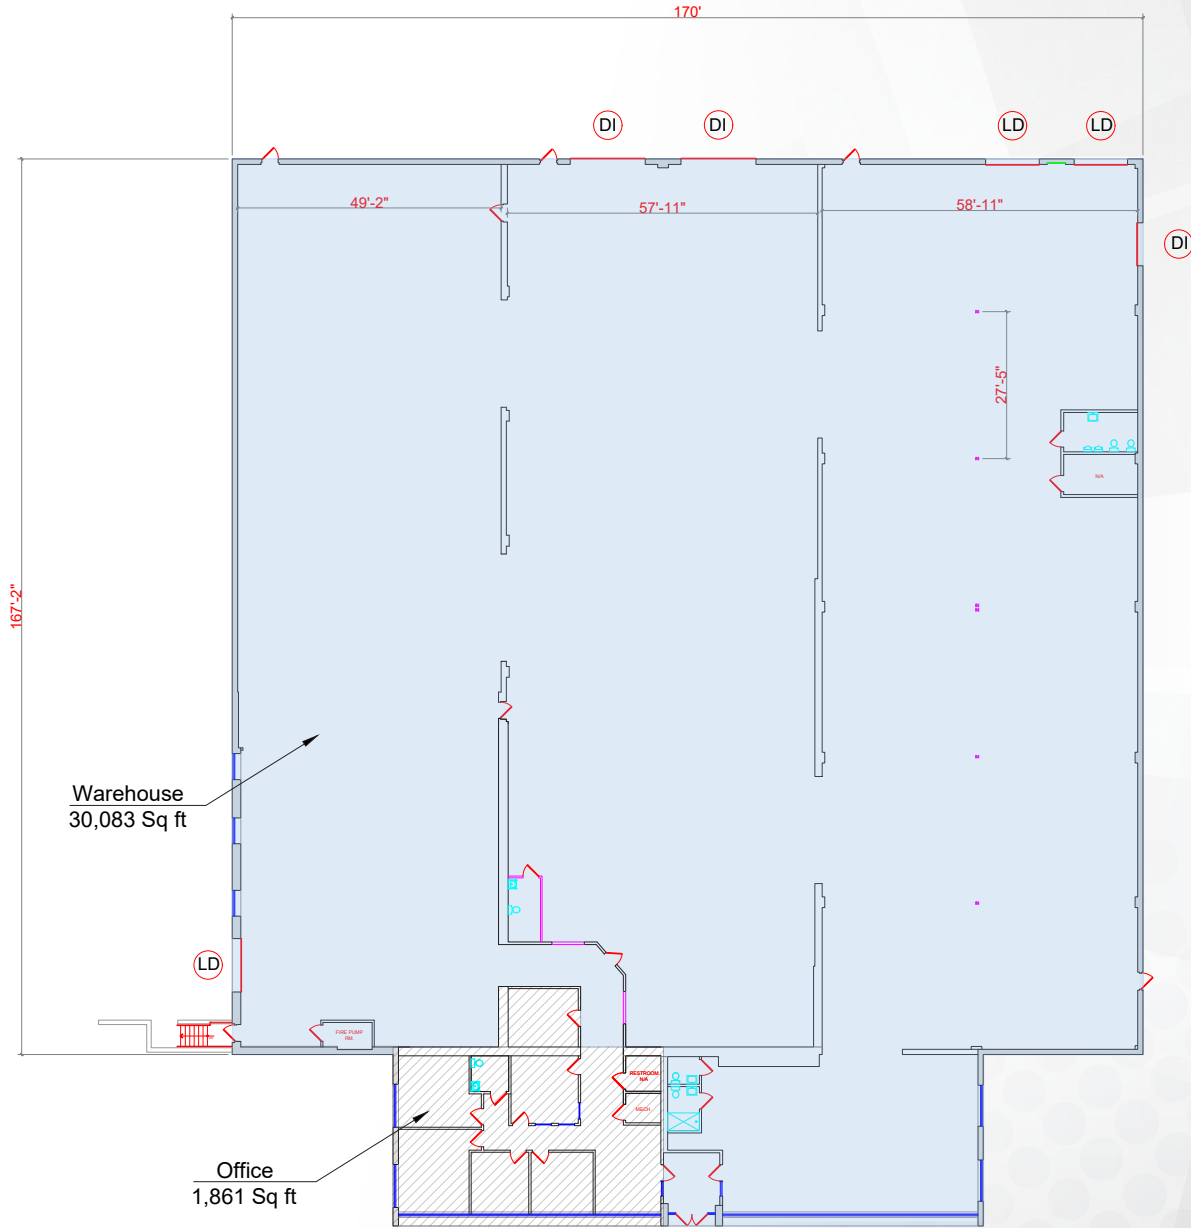 170'
DI
DI
LD
LD
49'-2"
57'-11"
58'-11"
DI
27'-5"
N/A
167'-2"
Warehouse
30,083 Sq ft
LD
FIRE PUMP
RM.
RESTROOM
N/A
MECH.
Office
1,861 Sq ft